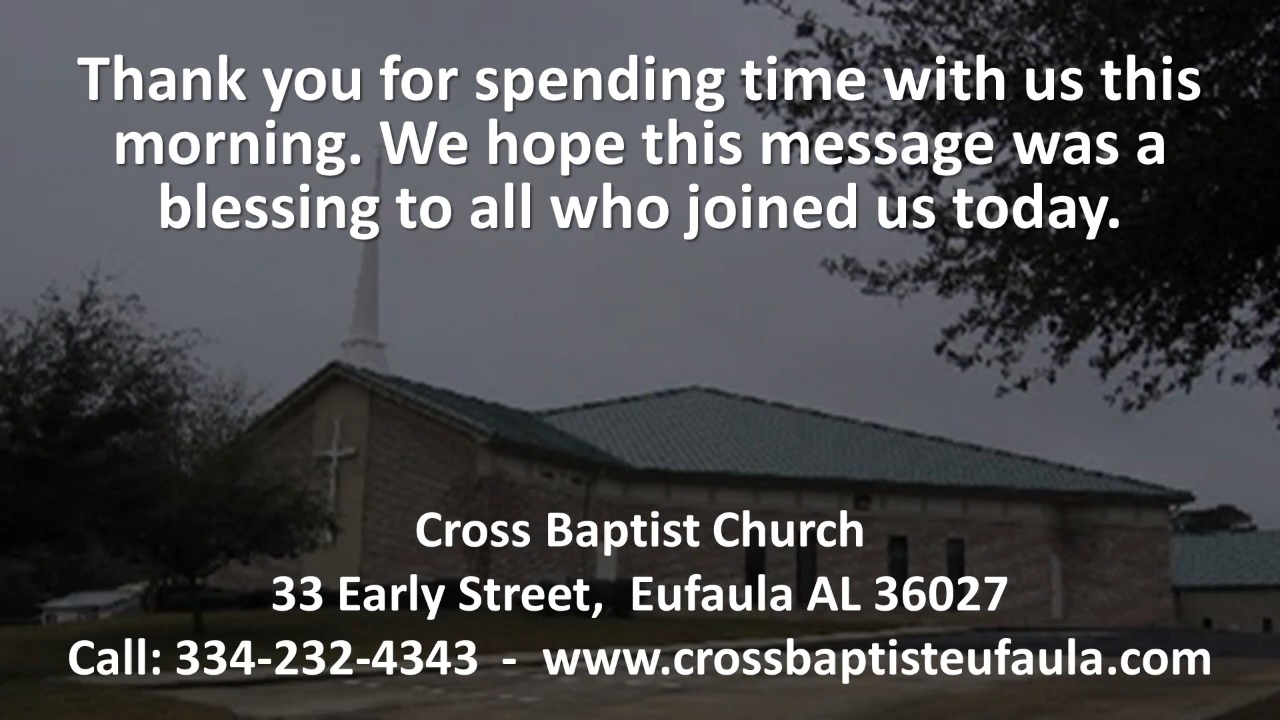 Thank you for spending time with us this
morning. We hope this message was a
blessing to all who joined us today.
Cross Baptist Church
33 Early Street,  Eufaula AL 36027
Call: 334-232-4343  -  www.crossbaptisteufaula.com